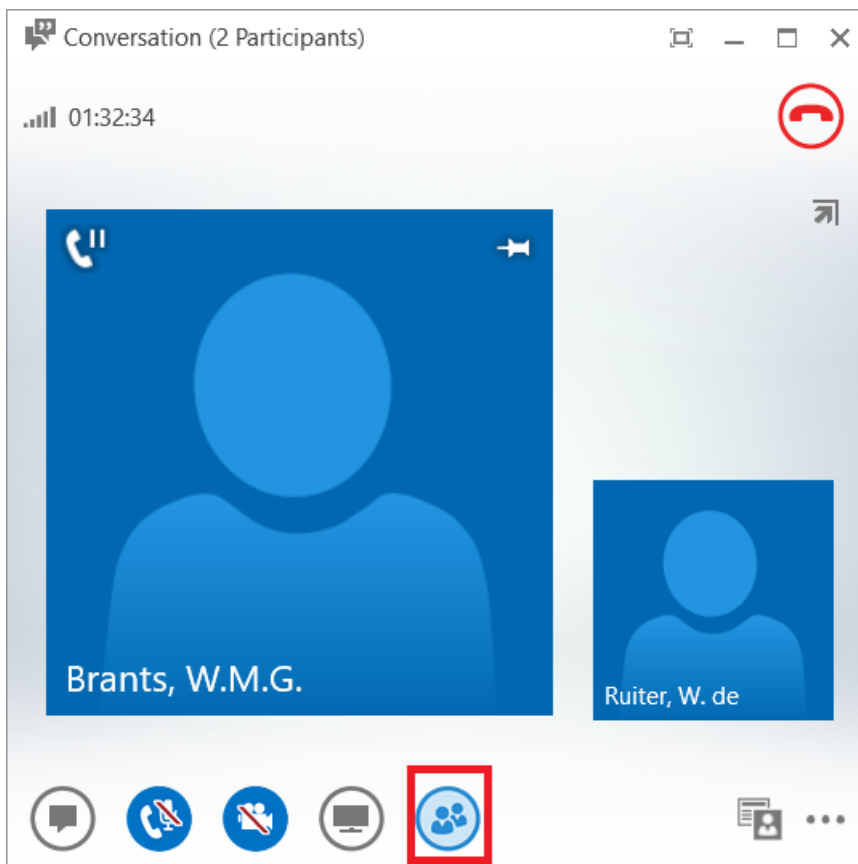 Conversation (2 Participants)
01:32:34
Brants, W.M.G.
Ruiter, W. de